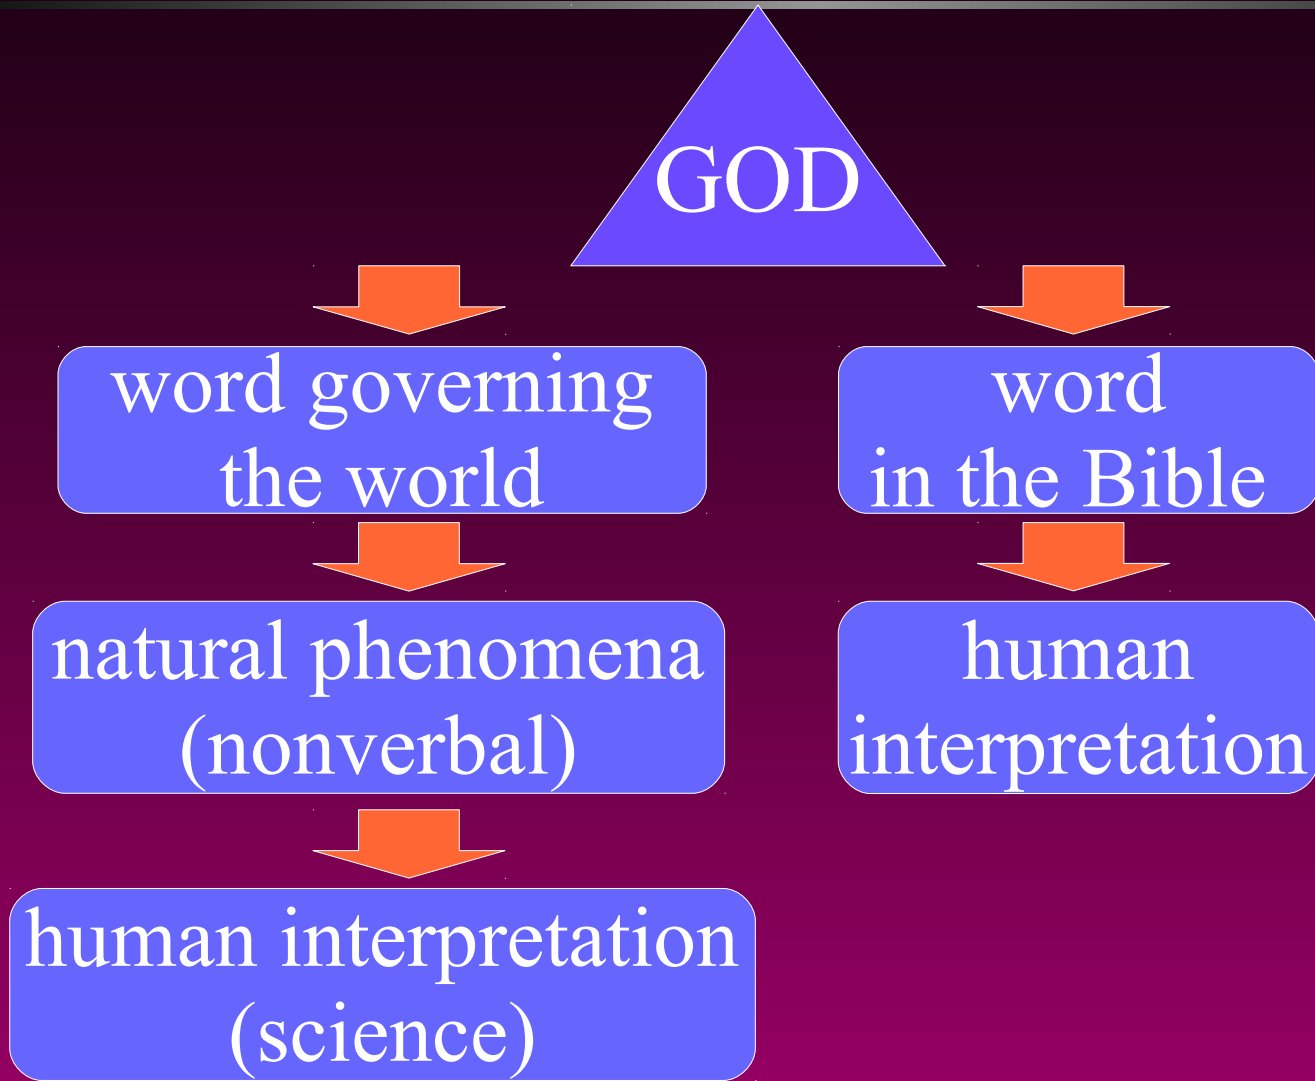 GOD
word governing
the world
natural phenomena
(nonverbal)
human interpretation
(science)
word
in the Bible
human
interpretation